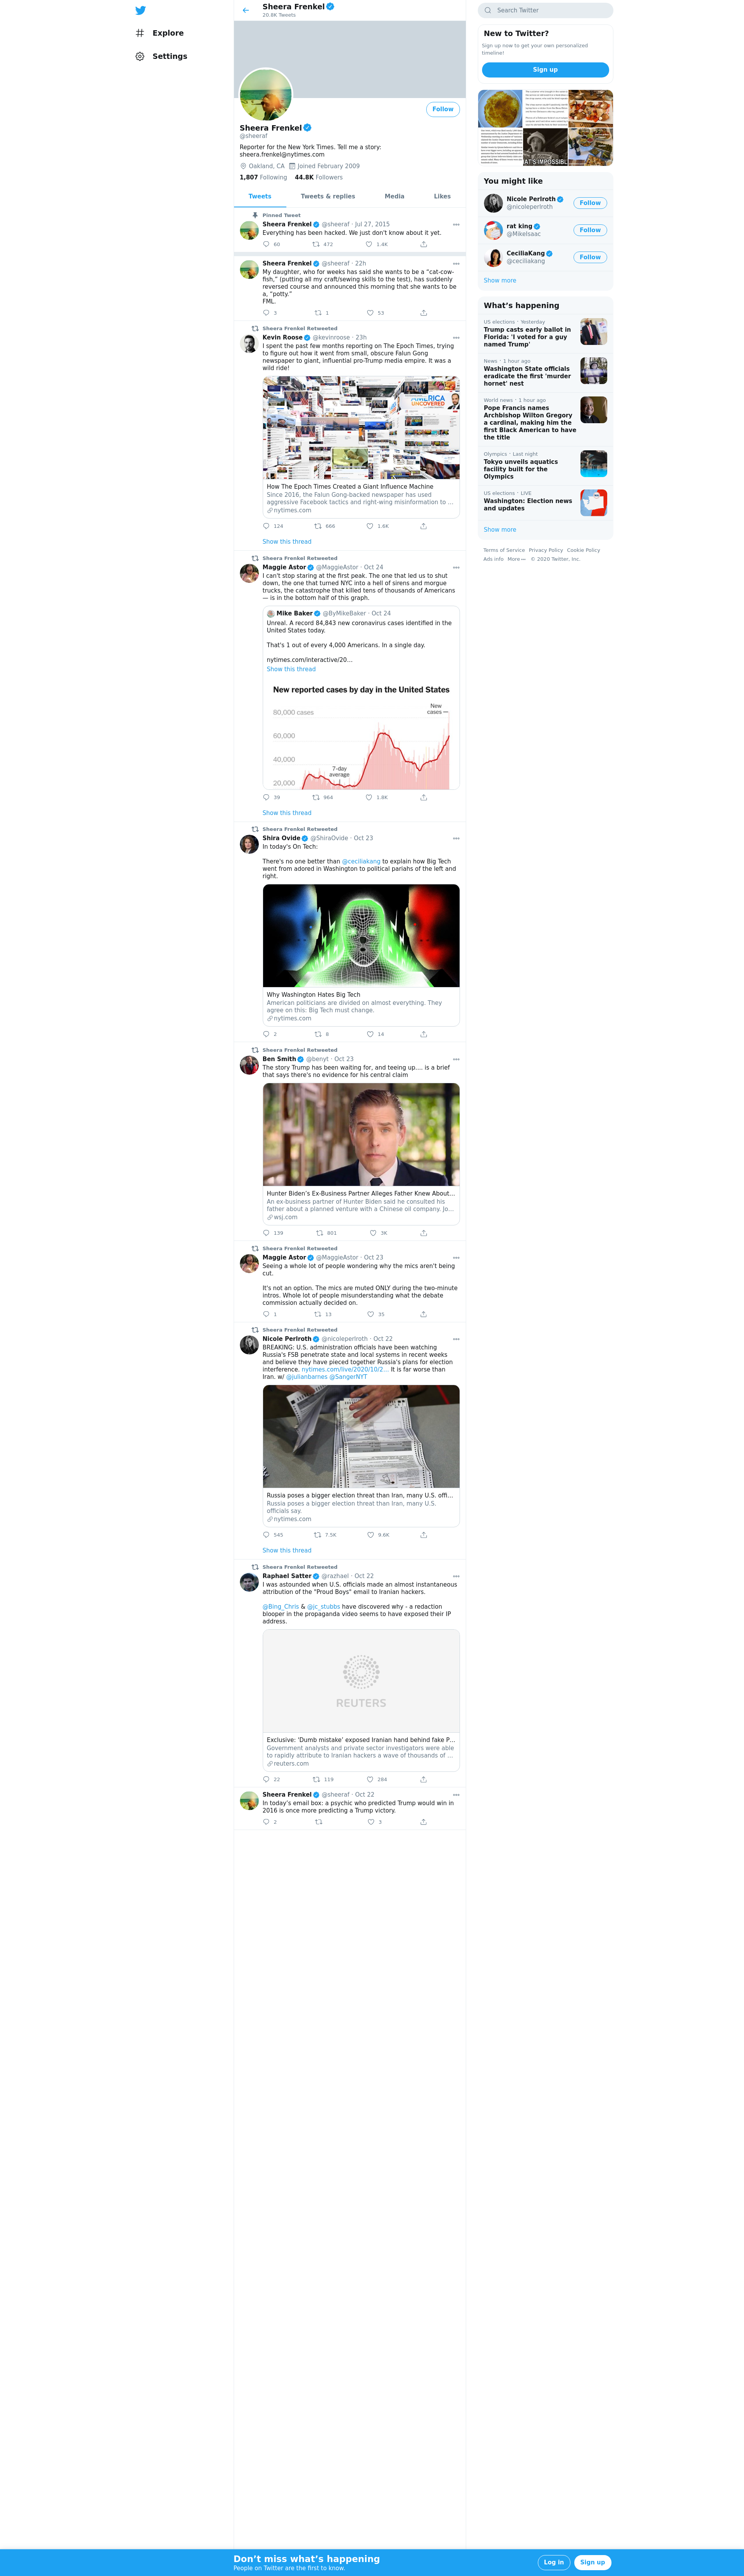 Explore
Settings
Sheera Frenkel
20.8K Tweets
Follow
Sheera Frenkel
@sheeraf
Reporter for the New York Times. Tell me a story:
sheera.frenkel@nytimes.com
Oakland, CA Joined February 2009
1,807 Following 44.8K Followers
Tweets Tweets & replies Media Likes
Pinned Tweet
Sheera Frenkel @sheeraf · Jul 27, 2015
Everything has been hacked. We just don't know about it yet.
60 472 1.4K
Sheera Frenkel @sheeraf · 22h
My daughter, who for weeks has said she wants to be a “cat-cow-
fish,” (putting all my craft/sewing skills to the test), has suddenly
reversed course and announced this morning that she wants to be
a, “potty.”
FML.
3 1 53
Sheera Frenkel Retweeted
Kevin Roose @kevinroose · 23h
I spent the past few months reporting on The Epoch Times, trying
to figure out how it went from small, obscure Falun Gong
newspaper to giant, influential pro-Trump media empire. It was a
wild ride!
AMERICA
UNCOVERED
How The Epoch Times Created a Giant Influence Machine
Since 2016, the Falun Gong-backed newspaper has used
aggressive Facebook tactics and right-wing misinformation to ...
nytimes.com
124 666 1.6K
Show this thread
Sheera Frenkel Retweeted
Maggie Astor @MaggieAstor · Oct 24
I can't stop staring at the first peak. The one that led us to shut
down, the one that turned NYC into a hell of sirens and morgue
trucks, the catastrophe that killed tens of thousands of Americans
— is in the bottom half of this graph.
Mike Baker @ByMikeBaker · Oct 24
Unreal. A record 84,843 new coronavirus cases identified in the
United States today.
That's 1 out of every 4,000 Americans. In a single day.
nytimes.com/interactive/20…
Show this thread
New reported cases by day in the United States
80,000 cases
New
cases
60,000
40,000
7-day
average
20,000
39 964 1.8K
Show this thread
Sheera Frenkel Retweeted
Shira Ovide @ShiraOvide · Oct 23
In today's On Tech:
There's no one better than @ceciliakang to explain how Big Tech
went from adored in Washington to political pariahs of the left and
right.
Why Washington Hates Big Tech
American politicians are divided on almost everything. They
agree on this: Big Tech must change.
nytimes.com
2 8 14
Sheera Frenkel Retweeted
Ben Smith @benyt · Oct 23
The story Trump has been waiting for, and teeing up.... is a brief
that says there's no evidence for his central claim
Hunter Biden’s Ex-Business Partner Alleges Father Knew About...
An ex-business partner of Hunter Biden said he consulted his
father about a planned venture with a Chinese oil company. Jo...
wsj.com
139 801 3K
Sheera Frenkel Retweeted
Maggie Astor @MaggieAstor · Oct 23
Seeing a whole lot of people wondering why the mics aren't being
cut.
It's not an option. The mics are muted ONLY during the two-minute
intros. Whole lot of people misunderstanding what the debate
commission actually decided on.
1 13 35
Sheera Frenkel Retweeted
Nicole Perlroth @nicoleperlroth · Oct 22
BREAKING: U.S. administration officials have been watching
Russia's FSB penetrate state and local systems in recent weeks
and believe they have pieced together Russia's plans for election
interference. nytimes.com/live/2020/10/2… It is far worse than
Iran. w/ @julianbarnes @SangerNYT
Russia poses a bigger election threat than Iran, many U.S. offi...
Russia poses a bigger election threat than Iran, many U.S.
officials say.
nytimes.com
545 7.5K 9.6K
Show this thread
Sheera Frenkel Retweeted
Raphael Satter @razhael · Oct 22
I was astounded when U.S. officials made an almost instantaneous
attribution of the "Proud Boys" email to Iranian hackers.
@Bing_Chris & @jc_stubbs have discovered why - a redaction
blooper in the propaganda video seems to have exposed their IP
address.
REUTERS
Exclusive: ‘Dumb mistake’ exposed Iranian hand behind fake P...
Government analysts and private sector investigators were able
to rapidly attribute to Iranian hackers a wave of thousands of ...
reuters.com
22 119 264
Sheera Frenkel @sheeraf · Oct 22
In today’s email box: a psychic who predicted Trump would win in
2016 is once more predicting a Trump victory.
2 3
Search Twitter
New to Twitter?
Sign up now to get your own personalized
timeline!
Sign up
AT'S IMPOSSIBL
You might like
Nicole Perlroth
@nicoleperlroth
Follow
rat king
@MikeIsaac
Follow
CeciliaKang
@ceciliakang
Follow
Show more
What’s happening
US elections · Yesterday
Trump casts early ballot in
Florida: 'I voted for a guy
named Trump'
News · 1 hour ago
Washington State officials
eradicate the first 'murder
hornet' nest
World news · 1 hour ago
Pope Francis names
Archbishop Wilton Gregory
a cardinal, making him the
first Black American to have
the title
Olympics · Last night
Tokyo unveils aquatics
facility built for the
Olympics
US elections · LIVE
Washington: Election news
and updates
Show more
Terms of Service Privacy Policy Cookie Policy
Ads info More © 2020 Twitter, Inc.
Don’t miss what’s happening
People on Twitter are the first to know.
Log in
Sign up